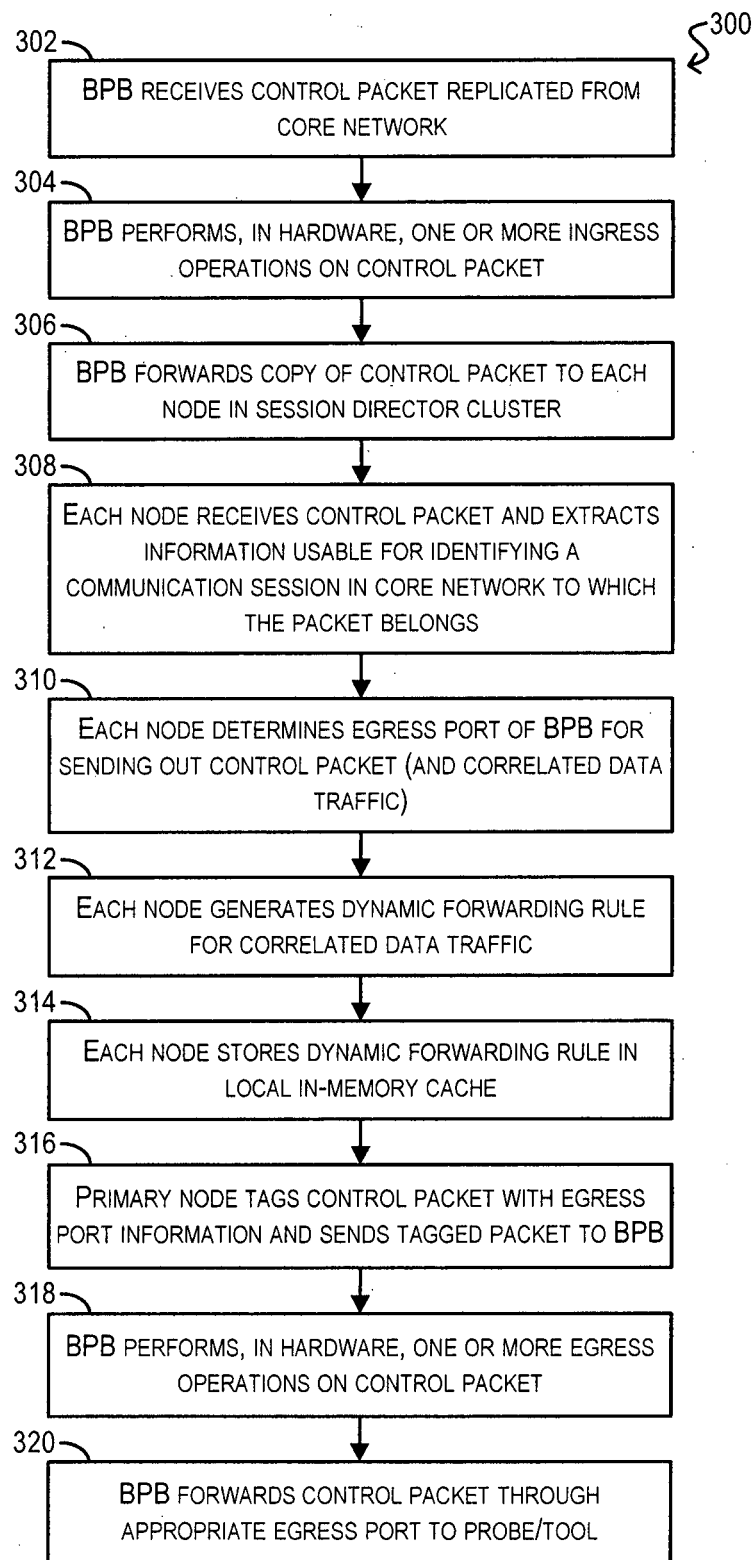 300
302
BPB RECEIVES CONTROL PACKET REPLICATED FROM
CORE NETWORK
304
BPB PERFORMS, IN HARDWARE, ONE OR MORE INGRESS
OPERATIONS ON CONTROL PACKET
306
BPB FORWARDS COPY OF CONTROL PACKET TO EACH
NODE IN SESSION DIRECTOR CLUSTER
308
EACH NODE RECEIVES CONTROL PACKET AND EXTRACTS
INFORMATION USABLE FOR IDENTIFYING A
COMMUNICATION SESSION IN CORE NETWORK TO WHICH
THE PACKET BELONGS
310
EACH NODE DETERMINES EGRESS PORT OF BPB FOR
SENDING OUT CONTROL PACKET (AND CORRELATED DATA
TRAFFIC)
312
EACH NODE GENERATES DYNAMIC FORWARDING RULE
FOR CORRELATED DATA TRAFFIC
314
EACH NODE STORES DYNAMIC FORWARDING RULE IN
LOCAL IN-MEMORY CACHE
316
PRIMARY NODE TAGS CONTROL PACKET WITH EGRESS
PORT INFORMATION AND SENDS TAGGED PACKET TO BPB
318
BPB PERFORMS, IN HARDWARE, ONE OR MORE EGRESS
OPERATIONS ON CONTROL PACKET
320
BPB FORWARDS CONTROL PACKET THROUGH
APPROPRIATE EGRESS PORT TO PROBE/TOOL